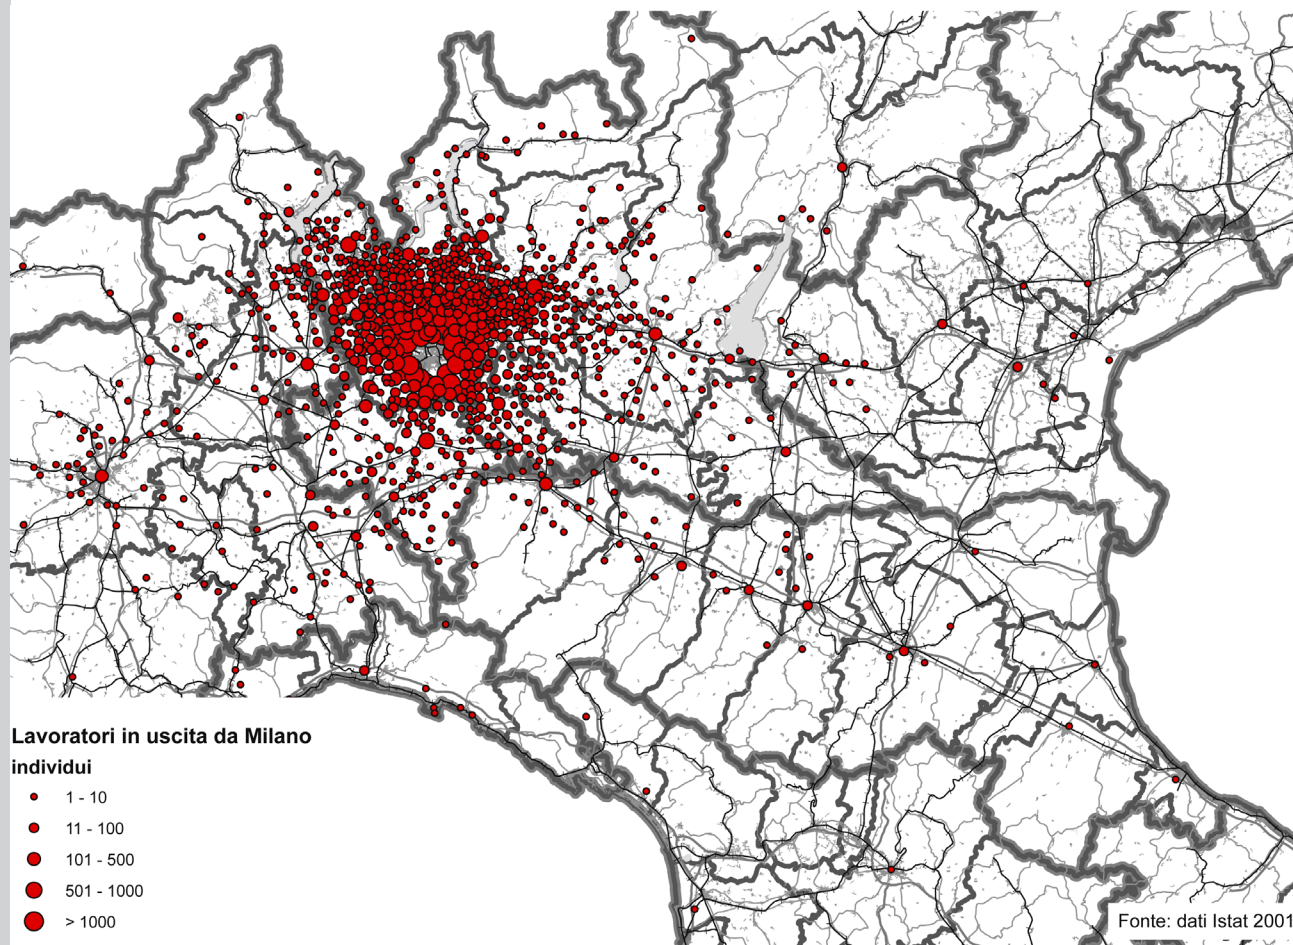 Lavoratori in uscita da Milano
individui
1 - 10
11 - 100
101 - 500
501 - 1000
> 1000
Fonte: dati Istat 2001